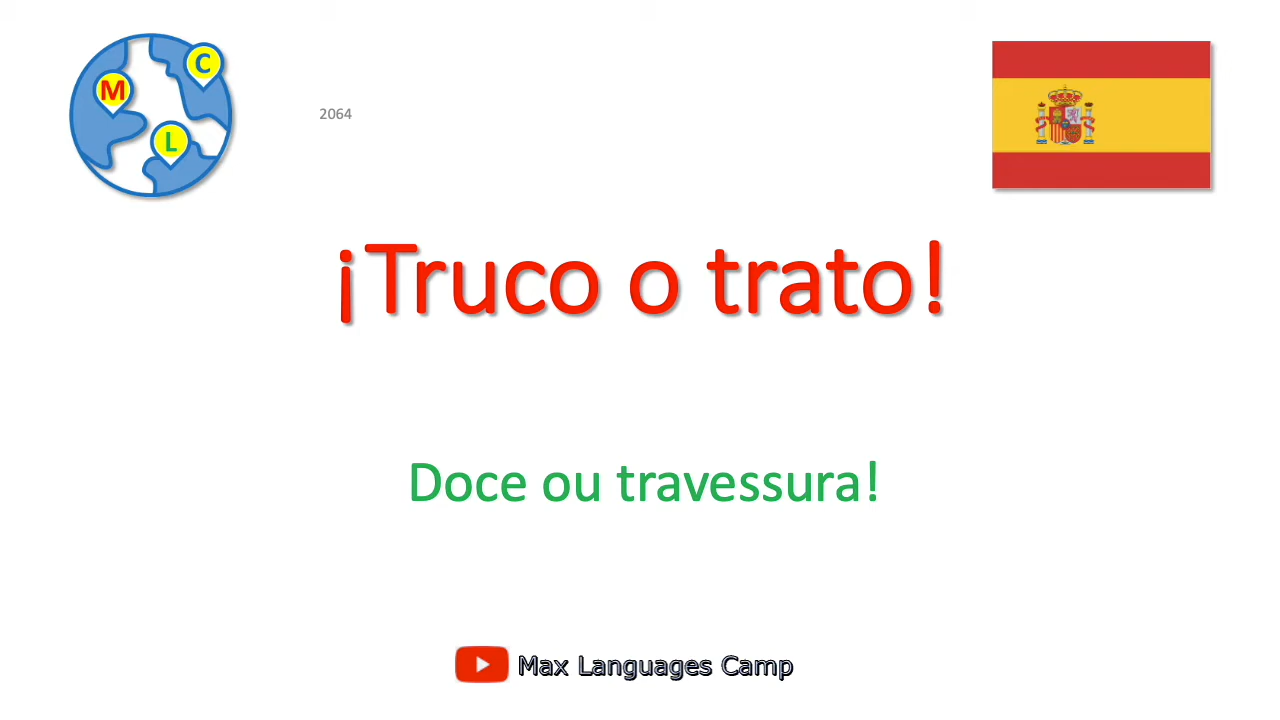 M
C
L
2064
¡Truco o trato!
Doce ou travessura!
Max Languages Camp